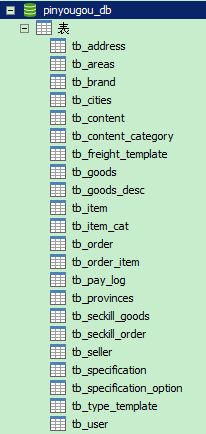 pinyougou_db
表
tb_address
tb_areas
tb_brand
tb_cities
tb_content
tb_content_category
tb_freight_template
tb_goods
tb_goods_desc
tb_item
tb_item_cat
tb_order
tb_order_item
tb_pay_log
tb_provinces
tb_seckill_goods
tb_seckill_order
tb_seller
tb_specification
tb_specification_option
tb_type_template
tb_user